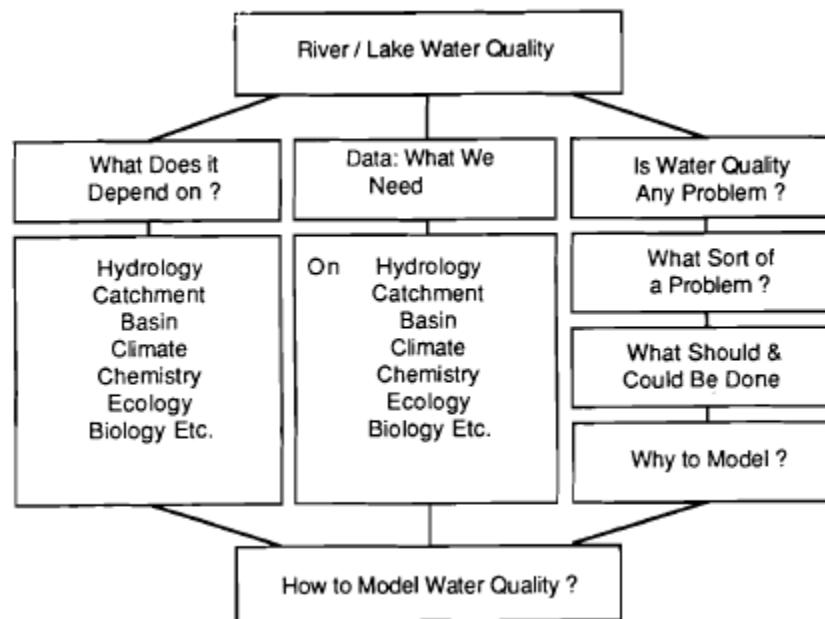 River / Lake Water Quality
What Does it
Depend on ?
Data: What We
Need
Is Water Quality
Any Problem ?
Hydrology
Catchment
Basin
Climate
Chemistry
Ecology
Biology Etc.
On Hydrology
Catchment
Basin
Climate
Chemistry
Ecology
Biology Etc.
What Sort of
a Problem ?
What Should &
Could Be Done
Why to Model ?
How to Model Water Quality ?